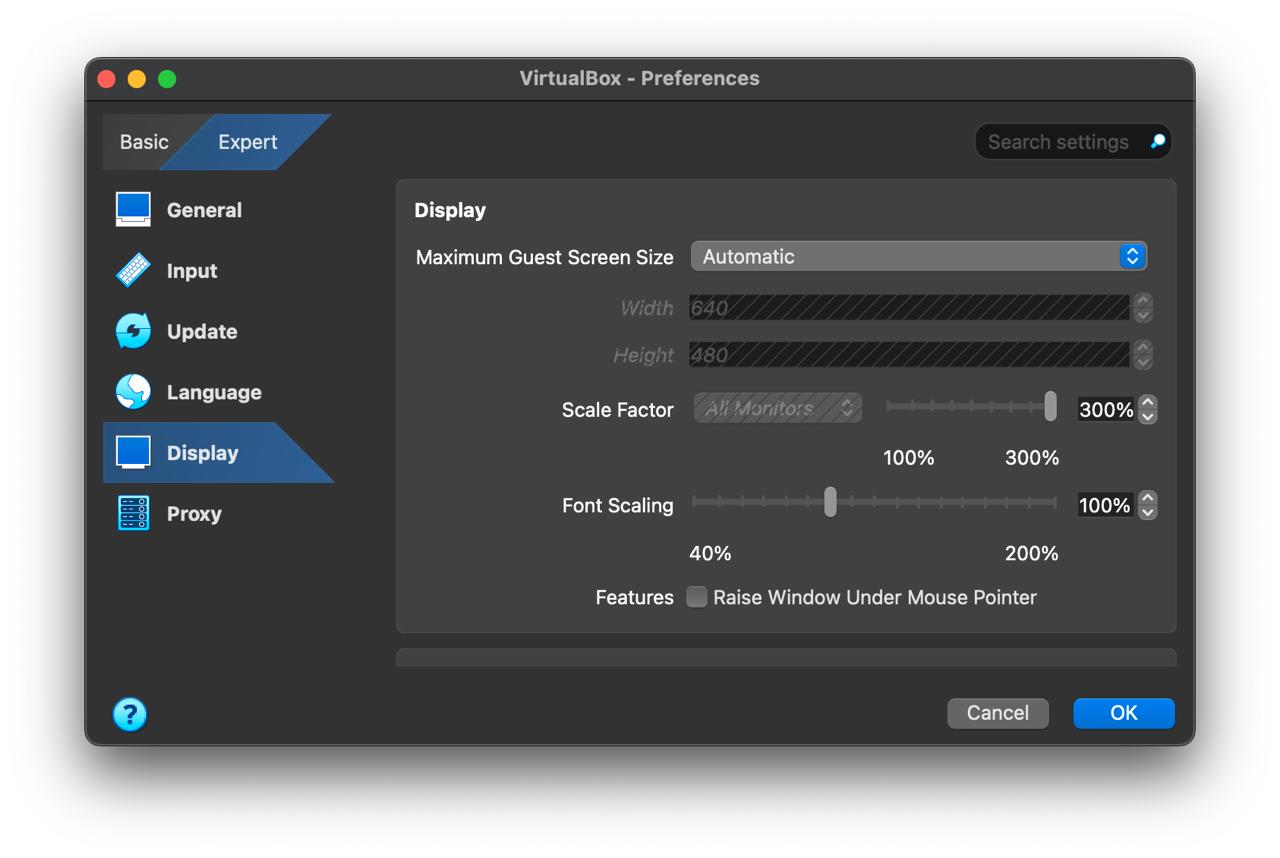 VirtualBox - Preferences
Basic
Expert
Search settings
General
Input
Update
Language
Display
Proxy
Display
Maximum Guest Screen Size Automatic
Width 640
Height 480
Scale Factor All Monitors 300%
100% 300%
Font Scaling 100%
40% 200%
Features Raise Window Under Mouse Pointer
?
Cancel
OK